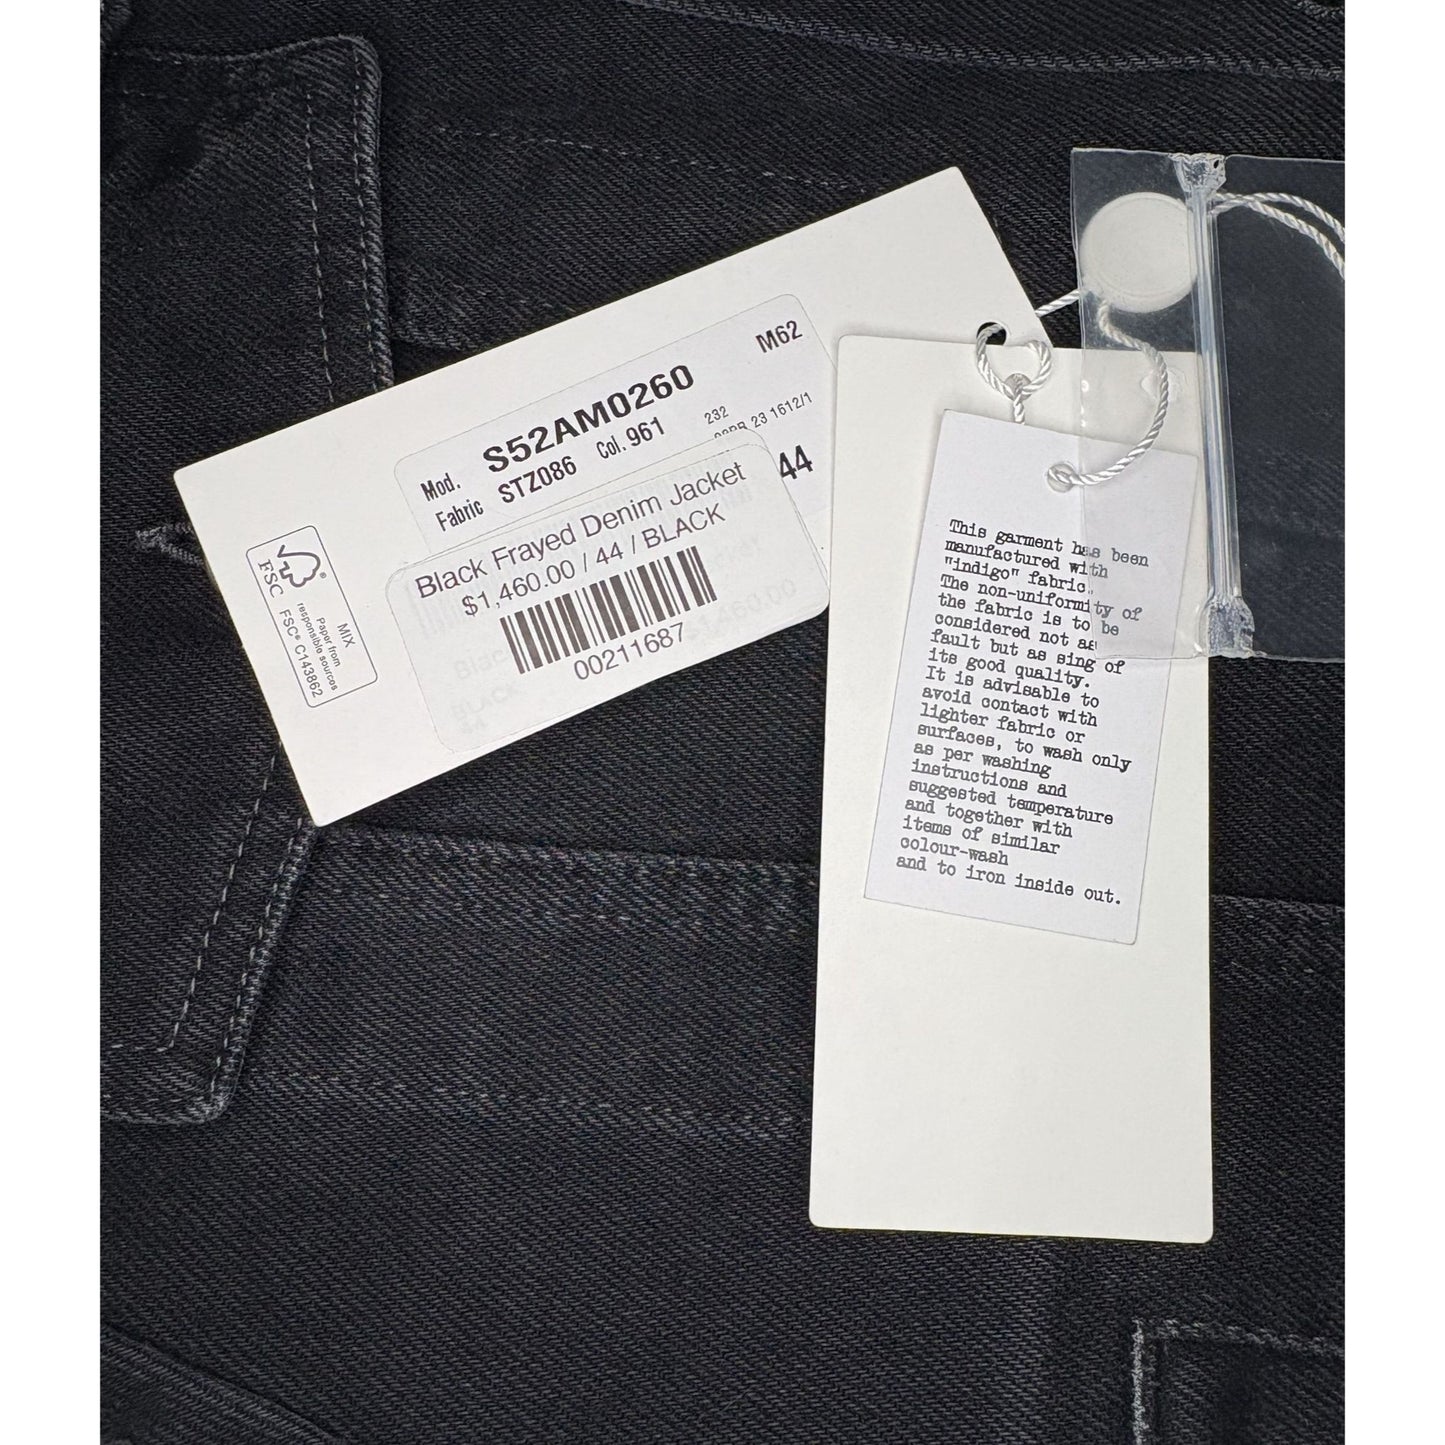 M62
Mod. S52AM0260
Fabric STZ086 Col. 961
232
23 1612/1
44
Black Frayed Denim Jacket
$1,460.00 / 44 / BLACK
00211687
FSC®
MIX
Paper from
responsible sources
FSC® C143862
This garment has been
manufactured with
"indigo" fabric.
The non-uniformity of
the fabric is to be
considered not as
fault but as sing of
its good quality.
It is advisable to
avoid contact with
lighter fabric or
surfaces, to wash only
as per washing
instructions and
suggested temperature
and together with
items of similar
colour-wash
and to iron inside out.